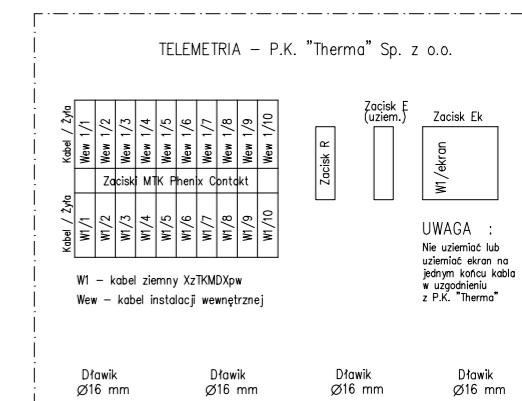 TELEMETRIA – P.K. "Therma" Sp. z o.o.
Kabel / Żyła
Wew 1/1
Wew 1/2
Wew 1/3
Wew 1/4
Wew 1/5
Wew 1/6
Wew 1/7
Wew 1/8
Wew 1/9
Wew 1/10
Zaciski MTK Phenix Contakt
Kabel / Żyła
W1/1
W1/2
W1/3
W1/4
W1/5
W1/6
W1/7
W1/8
W1/9
W1/10
Zacisk R
Zacisk E
(uziem.)
Zacisk Ek
W1/ekran
W1 – kabel ziemny XzTKMDXpw
Wew – kabel instalacji wewnętrznej
UWAGA :
Nie uziemiać lub
uziemiać ekran na
jednym końcu kabla
w uzgodnieniu
z P.K. "Therma"
Dławik
Ø16 mm
Dławik
Ø16 mm
Dławik
Ø16 mm
Dławik
Ø16 mm